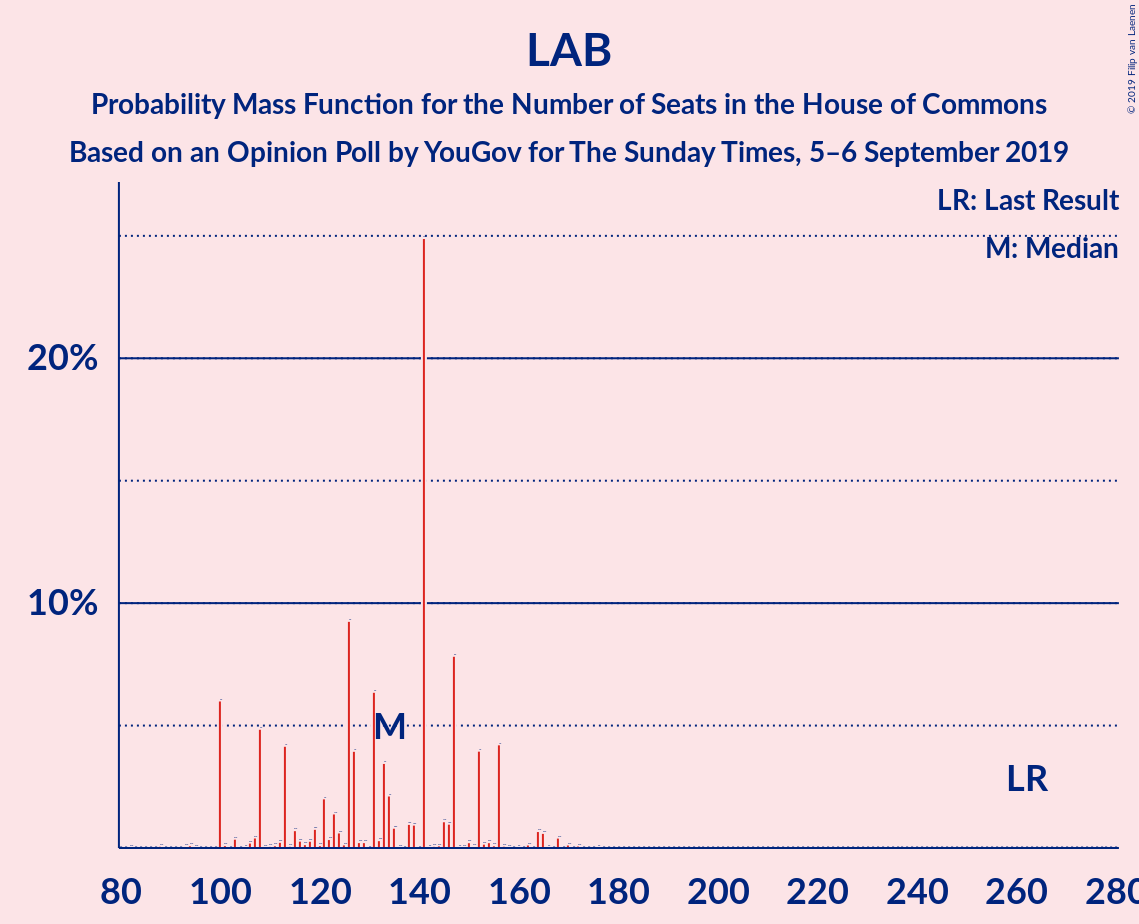 LAB
Probability Mass Function for the Number of Seats in the House of Commons
Based on an Opinion Poll by YouGov for The Sunday Times, 5–6 September 2019
© 2019 Filip van Laenen
LR: Last Result
M: Median
20%
10%
M
LR
80 100 120 140 160 180 200 220 240 260 280